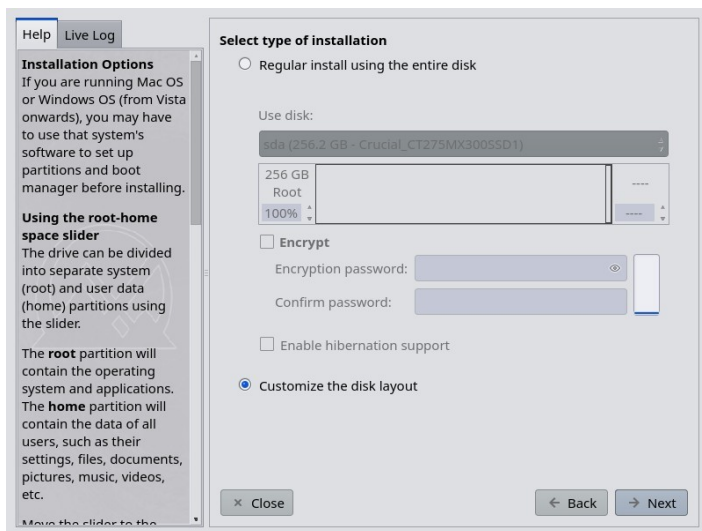 Help
Live Log
Installation Options
If you are running Mac OS
or Windows OS (from Vista
onwards), you may have
to use that system's
software to set up
partitions and boot
manager before installing.
Using the root-home
space slider
The drive can be divided
into separate system
(root) and user data
(home) partitions using
the slider.
The root partition will
contain the operating
system and applications.
The home partition will
contain the data of all
users, such as their
settings, files, documents,
pictures, music, videos,
etc.
Move the slider to the
Select type of installation
Regular install using the entire disk
Use disk:
sda (256.2 GB - Crucial_CT275MX300SSD1)
256 GB
Root
100%
----
----
Encrypt
Encryption password:
Confirm password:
Enable hibernation support
Customize the disk layout
Close
Back
Next